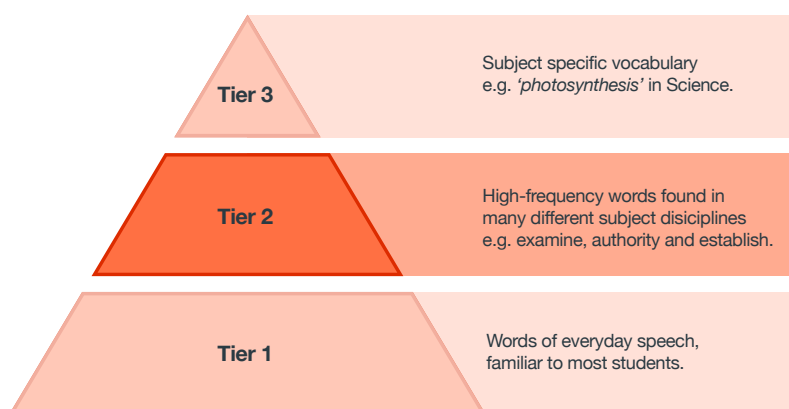 Tier 3
Subject specific vocabulary
e.g. ‘photosynthesis’ in Science.
Tier 2
High-frequency words found in
many different subject disiciplines
e.g. examine, authority and establish.
Tier 1
Words of everyday speech,
familiar to most students.